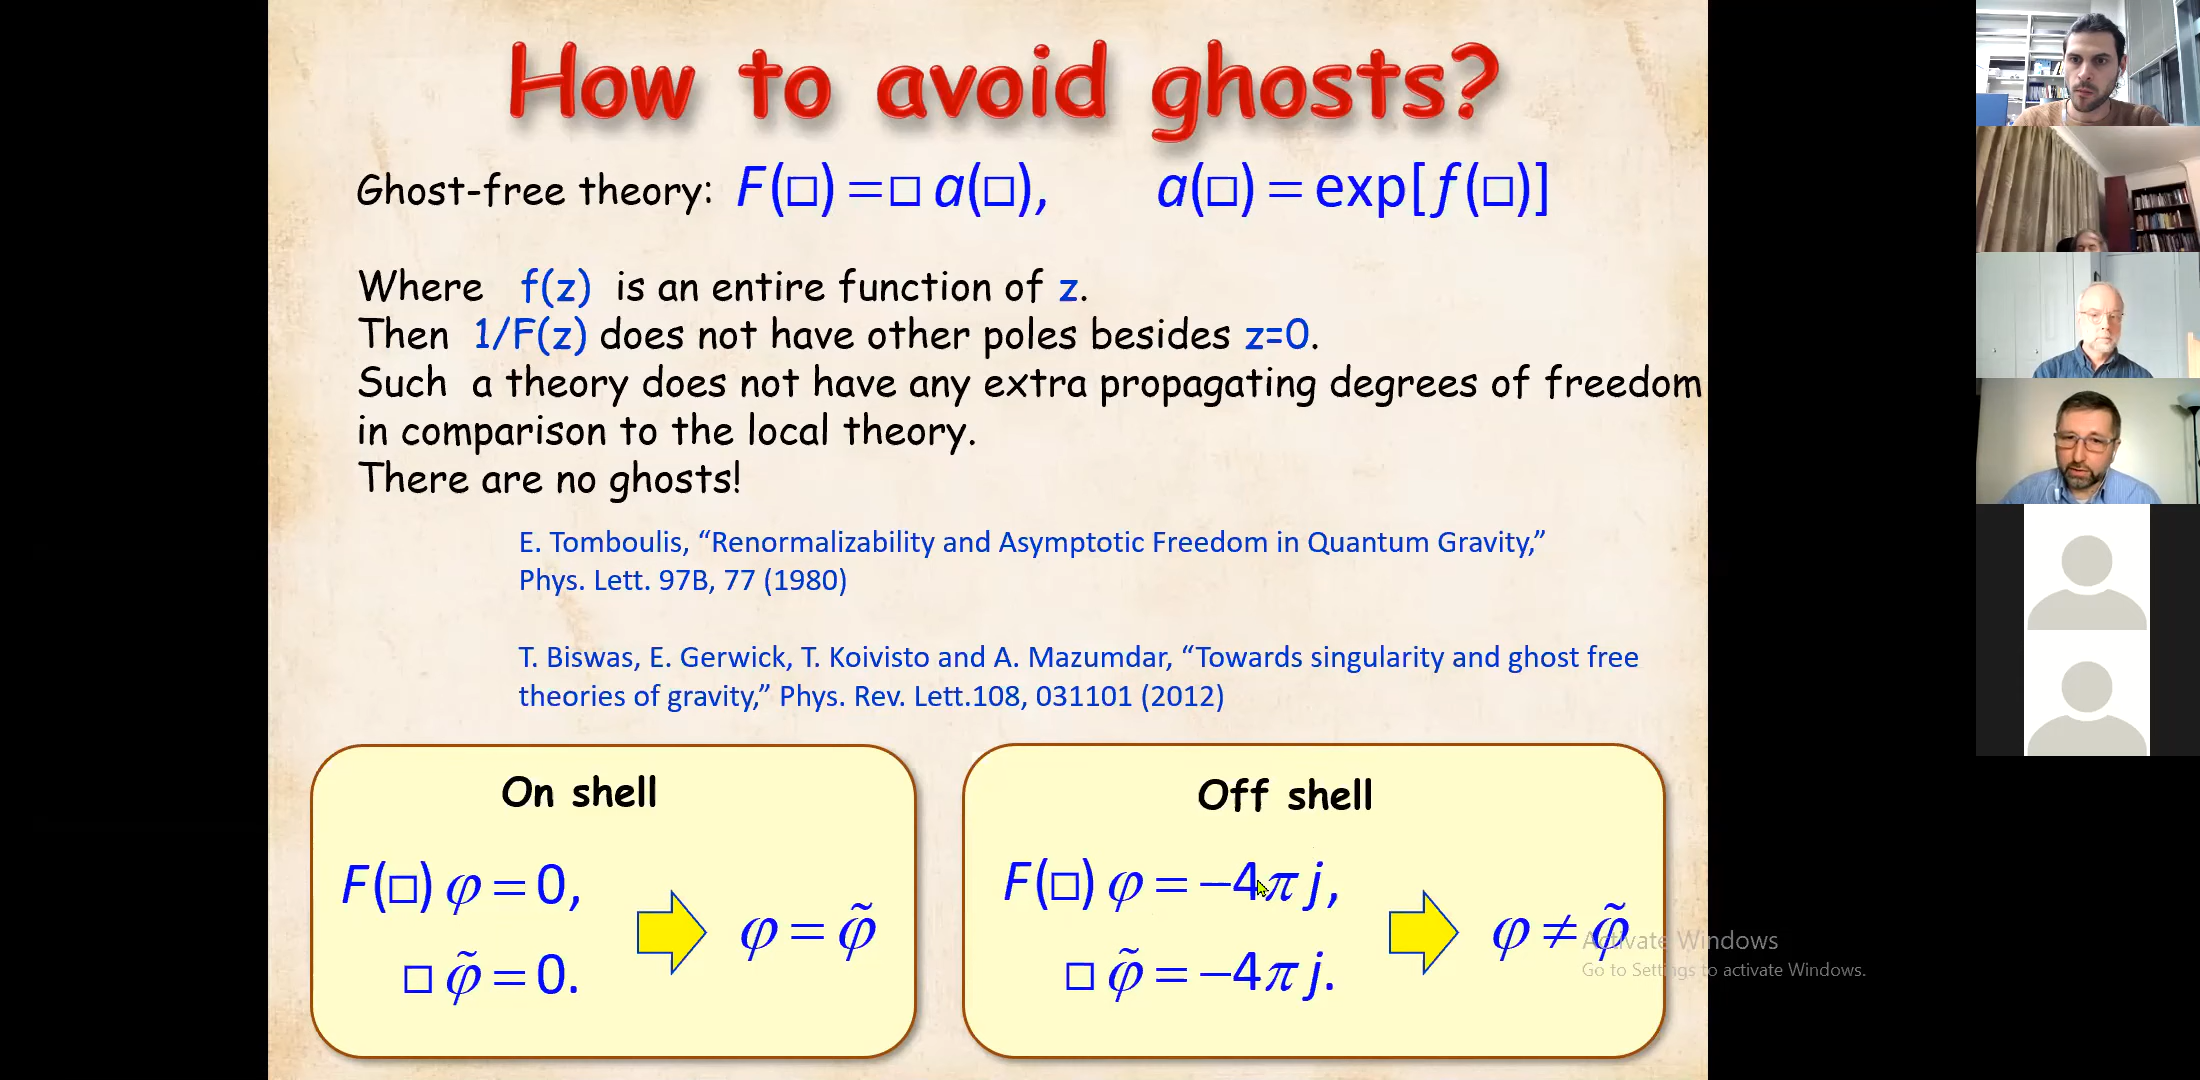 How to avoid ghosts?
Ghost-free theory: F(□) = □ a(□), a(□) = exp[f(□)]
Where f(z) is an entire function of z.
Then 1/F(z) does not have other poles besides z=0.
Such a theory does not have any extra propagating degrees of freedom
in comparison to the local theory.
There are no ghosts!
E. Tomboulis, “Renormalizability and Asymptotic Freedom in Quantum Gravity,”
Phys. Lett. 97B, 77 (1980)
T. Biswas, E. Gerwick, T. Koivisto and A. Mazumdar, “Towards singularity and ghost free
theories of gravity,” Phys. Rev. Lett.108, 031101 (2012)
On shell
F(□) φ = 0,
□ φ̃ = 0.
φ = φ̃
Off shell
F(□) φ = −4π j,
□ φ̃ = −4π j.
φ ≠ φ̃
Activate Windows
Go to Settings to activate Windows.